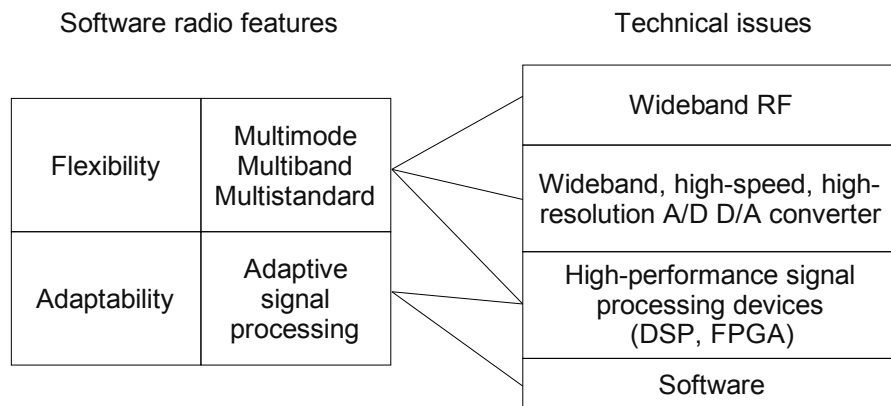 Software radio features
Technical issues
Flexibility
Multimode
Multiband
Multistandard
Adaptability
Adaptive
signal
processing
Wideband RF
Wideband, high-speed, high-
resolution A/D D/A converter
High-performance signal
processing devices
(DSP, FPGA)
Software